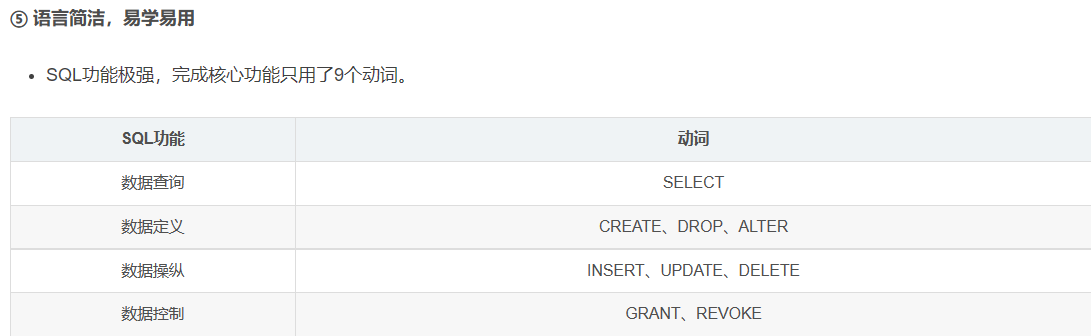 ⑤ 语言简洁，易学易用
• SQL功能极强，完成核心功能只用了9个动词。
SQL功能 动词
数据查询 SELECT
数据定义 CREATE、DROP、ALTER
数据操纵 INSERT、UPDATE、DELETE
数据控制 GRANT、REVOKE